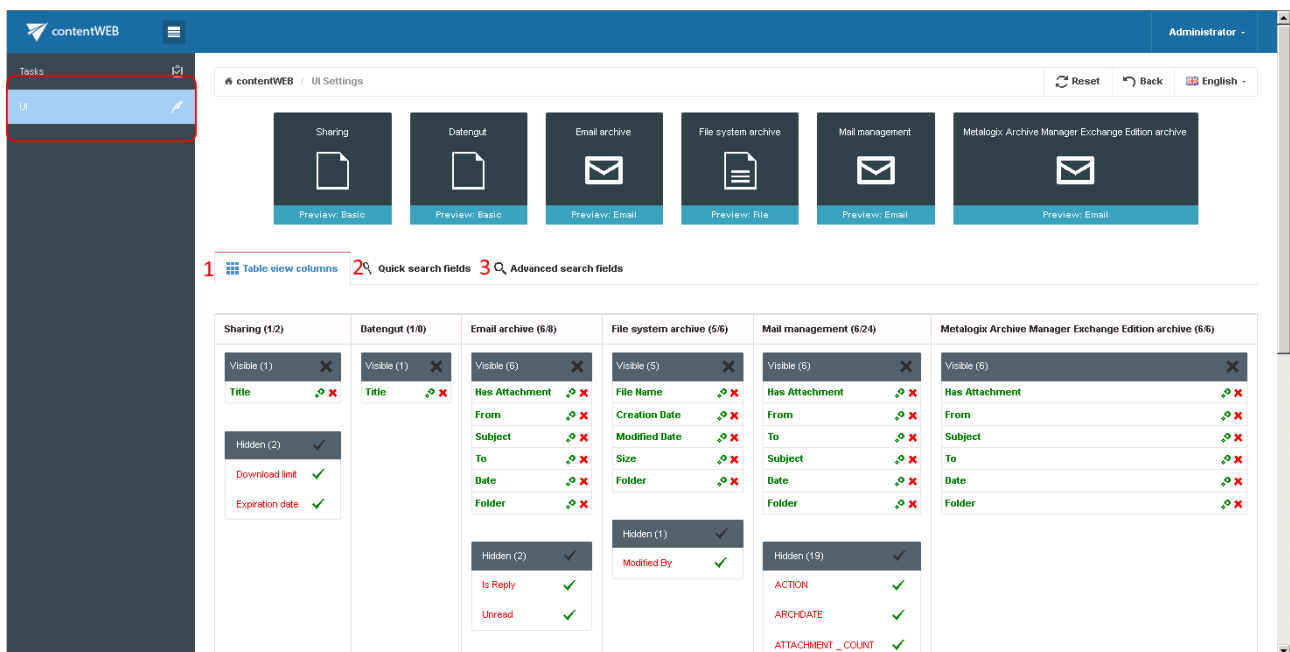 contentWEB
Administrator -
Tasks
UI
contentWEB / UI Settings
Reset
Back
English -
Sharing
Preview: Basic
Datengut
Preview: Basic
Email archive
Preview: Email
File system archive
Preview: File
Mail management
Preview: Email
Metalogix Archive Manager Exchange Edition archive
Preview: Email
1 Table view columns
2 Quick search fields
3 Advanced search fields
Sharing (1/2)
Visible (1)
Title
Hidden (2)
Download limit
Expiration date
Datengut (1/0)
Visible (1)
Title
Email archive (6/8)
Visible (6)
Has Attachment
From
Subject
To
Date
Folder
Hidden (2)
Is Reply
Unread
File system archive (5/6)
Visible (5)
File Name
Creation Date
Modified Date
Size
Folder
Hidden (1)
Modified By
Mail management (6/24)
Visible (6)
Has Attachment
From
To
Subject
Date
Folder
Hidden (19)
ACTION
ARCHDATE
ATTACHMENT _ COUNT
Metalogix Archive Manager Exchange Edition archive (6/6)
Visible (6)
Has Attachment
From
Subject
To
Date
Folder